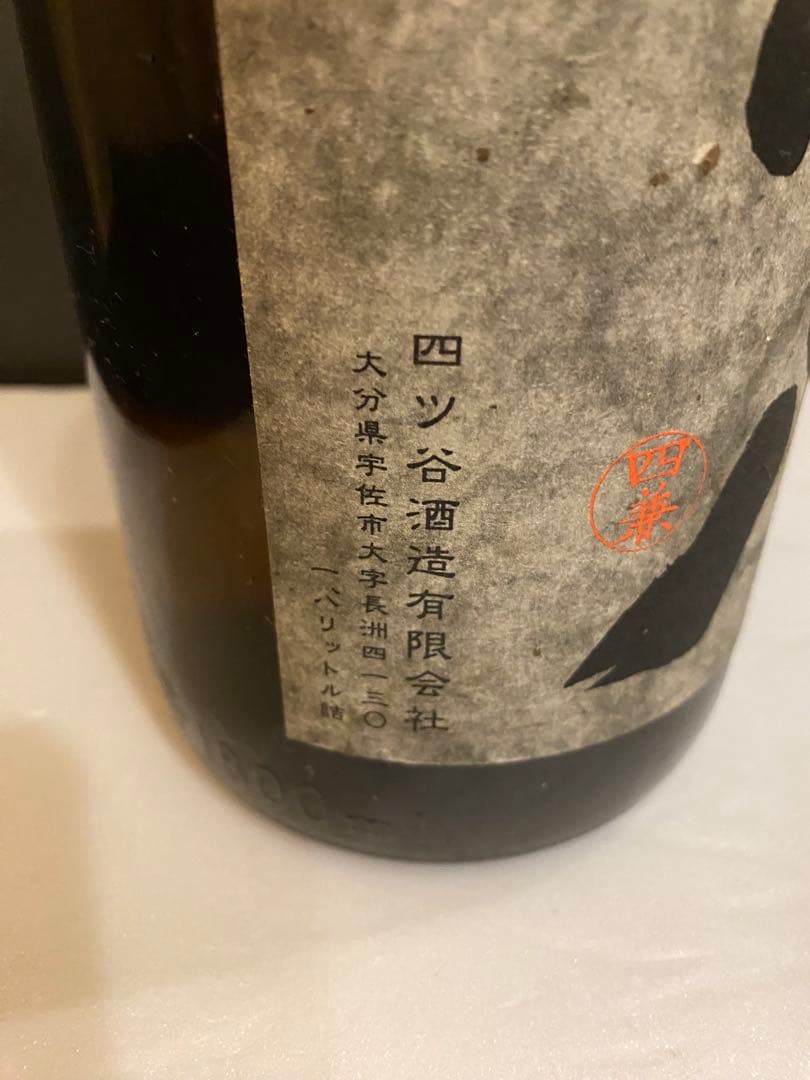 四兼
四ツ谷酒造有限会社
大分県宇佐市大字長洲四一三〇
一、八リットル詰
1800